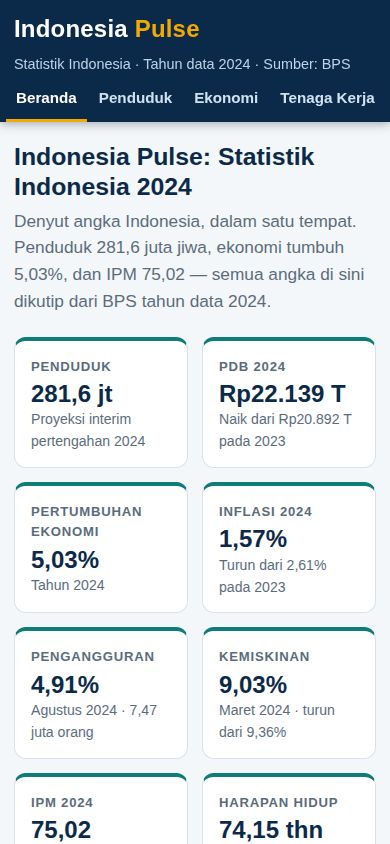 Indonesia Pulse
Statistik Indonesia · Tahun data 2024 · Sumber: BPS
Beranda Penduduk Ekonomi Tenaga Kerja
Indonesia Pulse: Statistik
Indonesia 2024
Denyut angka Indonesia, dalam satu tempat.
Penduduk 281,6 juta jiwa, ekonomi tumbuh
5,03%, dan IPM 75,02 — semua angka di sini
dikutip dari BPS tahun data 2024.
PENDUDUK
281,6 jt
Proyeksi interim
pertengahan 2024
PDB 2024
Rp22.139 T
Naik dari Rp20.892 T
pada 2023
PERTUMBUHAN
EKONOMI
5,03%
Tahun 2024
INFLASI 2024
1,57%
Turun dari 2,61%
pada 2023
PENGANGGURAN
4,91%
Agustus 2024 · 7,47
juta orang
KEMISKINAN
9,03%
Maret 2024 · turun
dari 9,36%
IPM 2024
75,02
HARAPAN HIDUP
74,15 thn